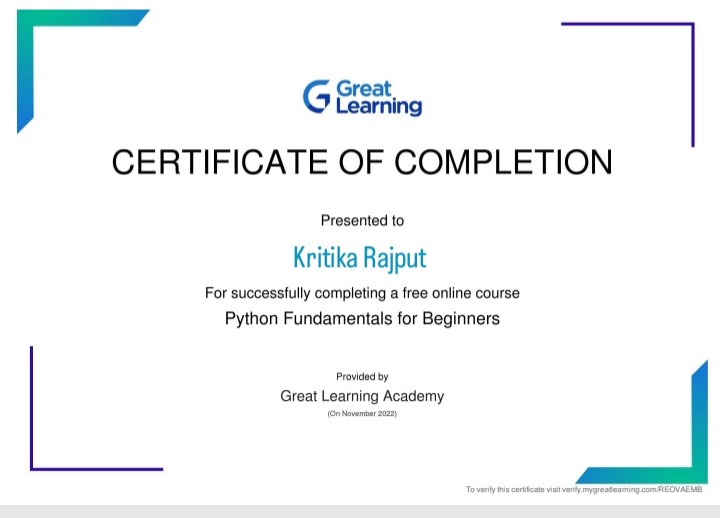 Great
Learning
CERTIFICATE OF COMPLETION
Presented to
Kritika Rajput
For successfully completing a free online course
Python Fundamentals for Beginners
Provided by
Great Learning Academy
(On November 2022)
To verify this certificate visit verify.mygreatlearning.com/REOVAEMB